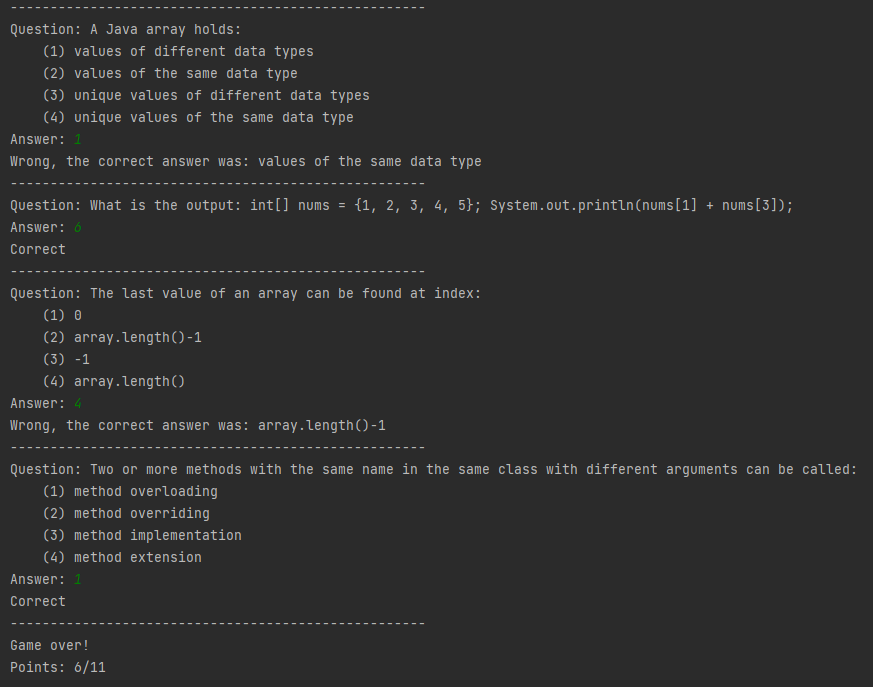 ----------------------------------------------------
Question: A Java array holds:
    (1) values of different data types
    (2) values of the same data type
    (3) unique values of different data types
    (4) unique values of the same data type
Answer: 1
Wrong, the correct answer was: values of the same data type
----------------------------------------------------
Question: What is the output: int[] nums = {1, 2, 3, 4, 5}; System.out.println(nums[1] + nums[3]);
Answer: 6
Correct
----------------------------------------------------
Question: The last value of an array can be found at index:
    (1) 0
    (2) array.length()-1
    (3) -1
    (4) array.length()
Answer: 4
Wrong, the correct answer was: array.length()-1
----------------------------------------------------
Question: Two or more methods with the same name in the same class with different arguments can be called:
    (1) method overloading
    (2) method overriding
    (3) method implementation
    (4) method extension
Answer: 1
Correct
----------------------------------------------------
Game over!
Points: 6/11